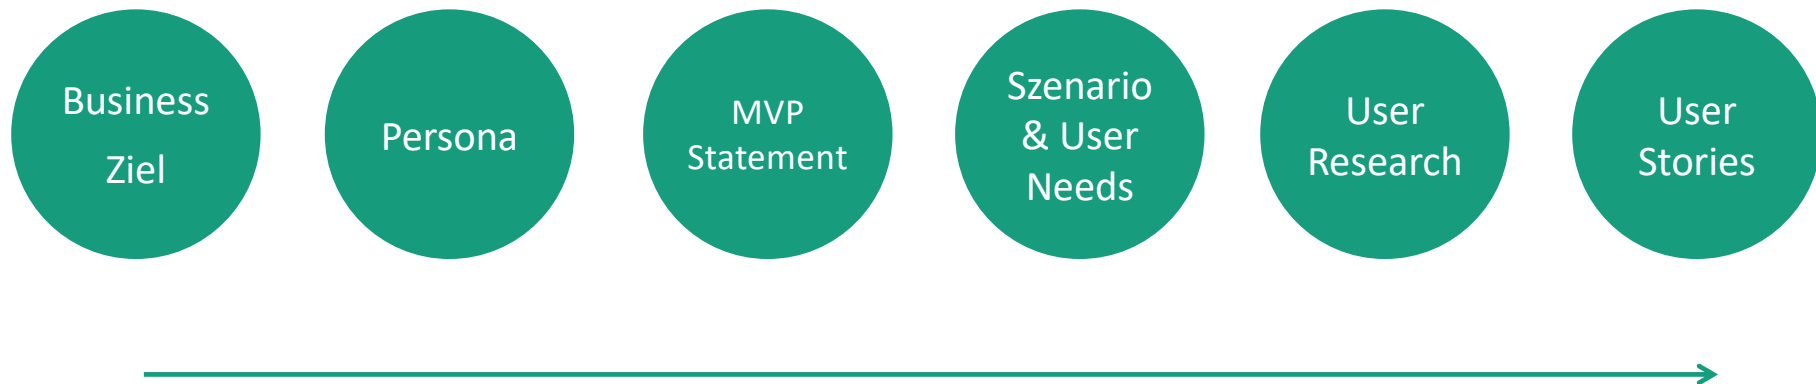 Business
Ziel
Persona
MVP
Statement
Szenario
& User
Needs
User
Research
User
Stories